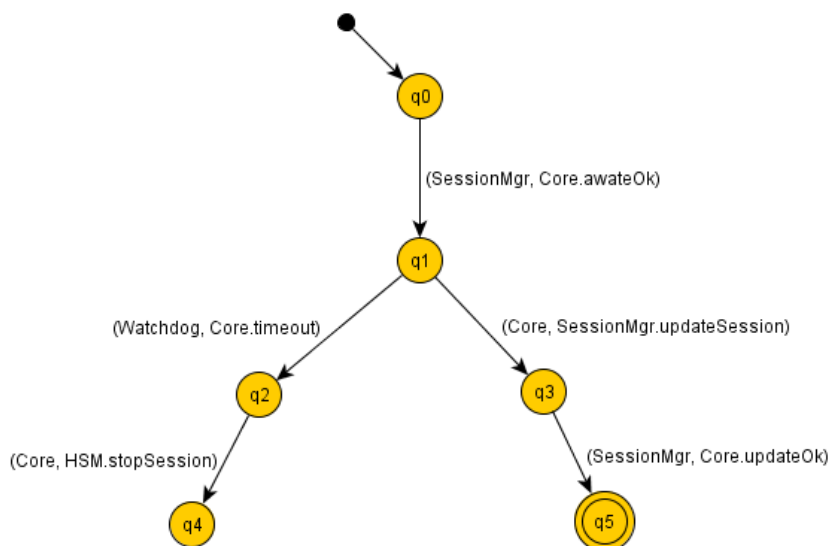 q0
(SessionMgr, Core.awateOk)
q1
(Watchdog, Core.timeout)
(Core, SessionMgr.updateSession)
q2
q3
(Core, HSM.stopSession)
(SessionMgr, Core.updateOk)
q4
q5